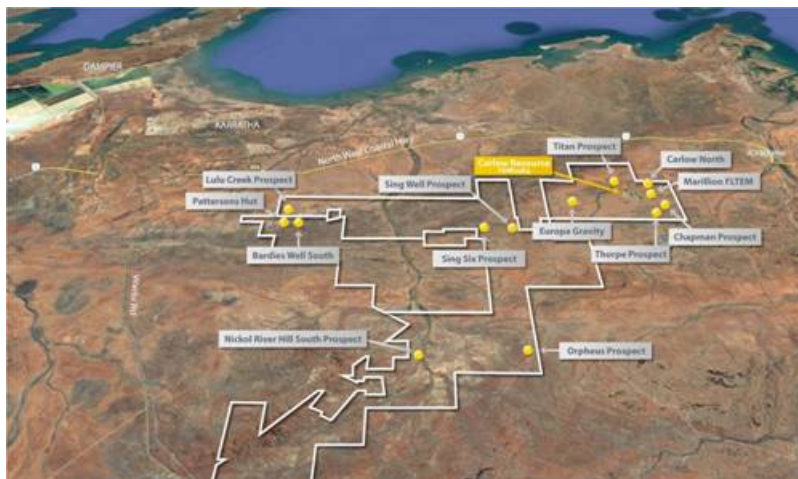 DAMPIER
KARRATHA
North West Coastal Hwy
Titan Prospect
Carlow North
Carlow Resource
Lulu Creek Prospect
Sing Well Prospect
Marillion FLTEM
Pattersons Hut
Europa Gravity
Chapman Prospect
Bardies Well South
Sing Six Prospect
Thorpe Prospect
Nickol River Hill South Prospect
Orpheus Prospect